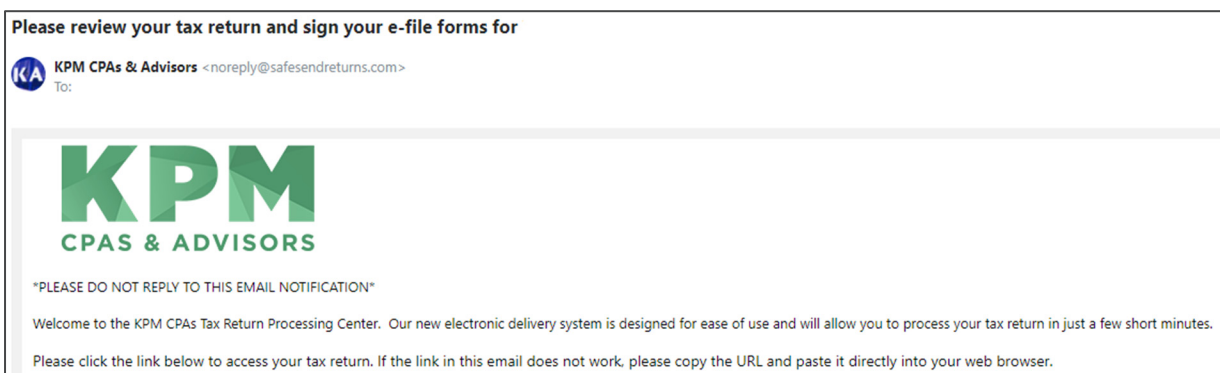 Please review your tax return and sign your e-file forms for
KPM CPAs & Advisors <noreply@safesendreturns.com>
KA
To:
KPM
CPAS & ADVISORS
*PLEASE DO NOT REPLY TO THIS EMAIL NOTIFICATION*
Welcome to the KPM CPAs Tax Return Processing Center.  Our new electronic delivery system is designed for ease of use and will allow you to process your tax return in just a few short minutes.
Please click the link below to access your tax return. If the link in this email does not work, please copy the URL and paste it directly into your web browser.